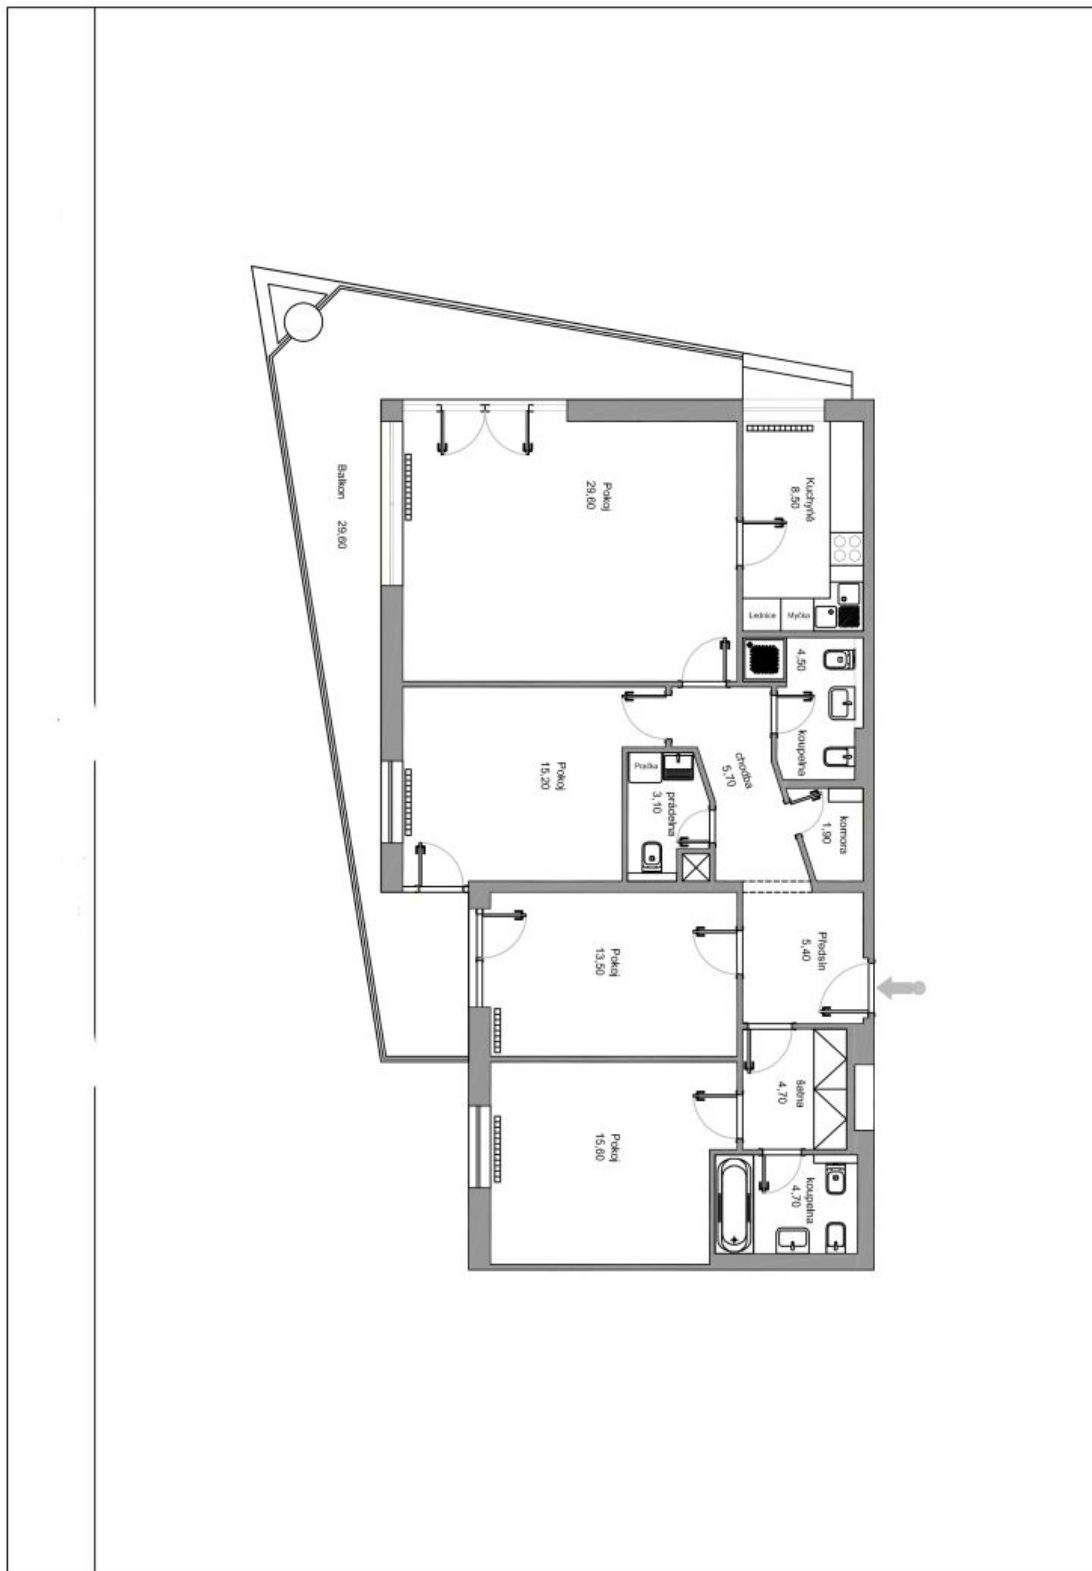 Kuchyně
8,50
Pokoj
29,60
Balkon 29,60
Lednice
Myčka
4,50
koupelna
chodba
5,70
Pokoj
15,20
Pračka
prádelna
3,10
komora
1,90
Předsíň
5,40
Pokoj
13,50
šatna
4,70
Pokoj
15,60
koupelna
4,70